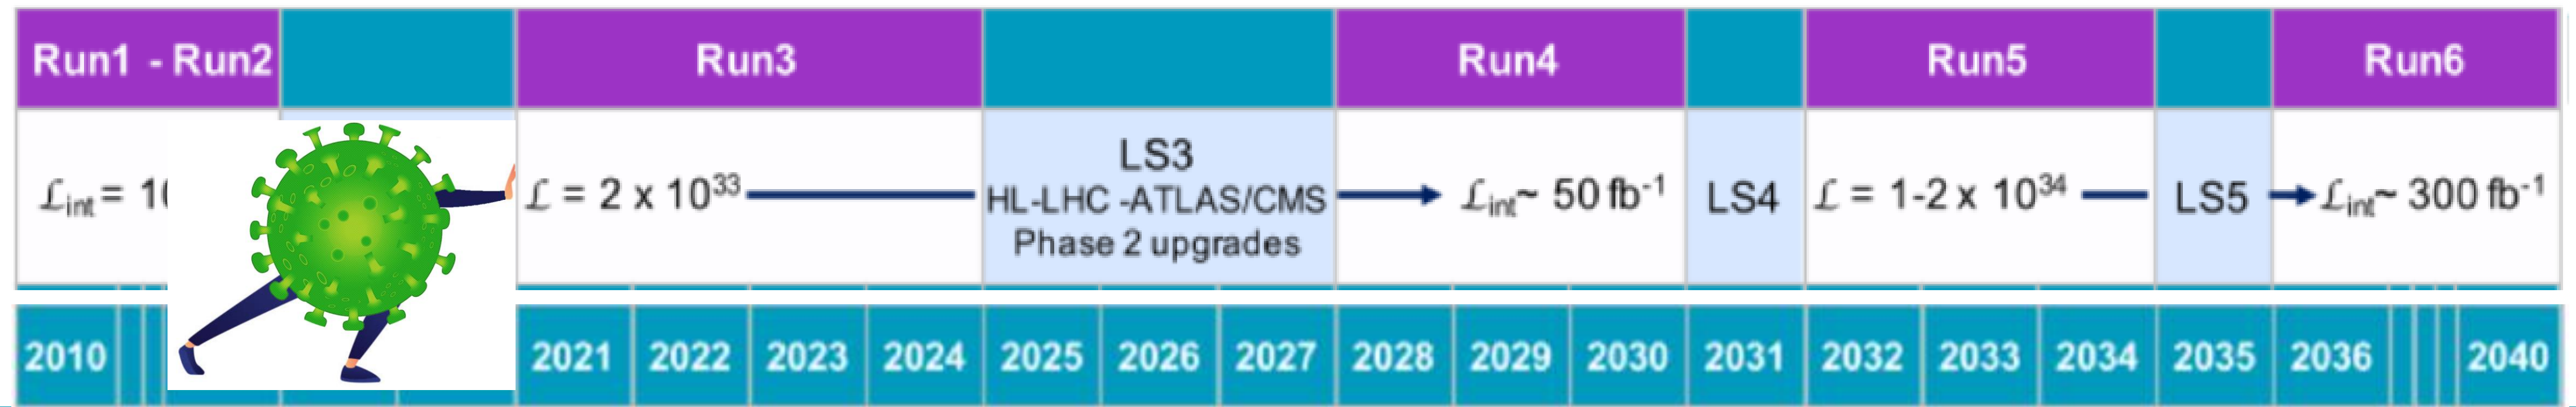 Run1 - Run2 Run3 Run4 Run5 Run6
ℒint = 1
ℒ = 2 x 10³³
LS3
HL-LHC -ATLAS/CMS
Phase 2 upgrades
ℒint~ 50 fb⁻¹
LS4
ℒ = 1-2 x 10³⁴
LS5
ℒint~ 300 fb⁻¹
2010 2021 2022 2023 2024 2025 2026 2027 2028 2029 2030 2031 2032 2033 2034 2035 2036 2040